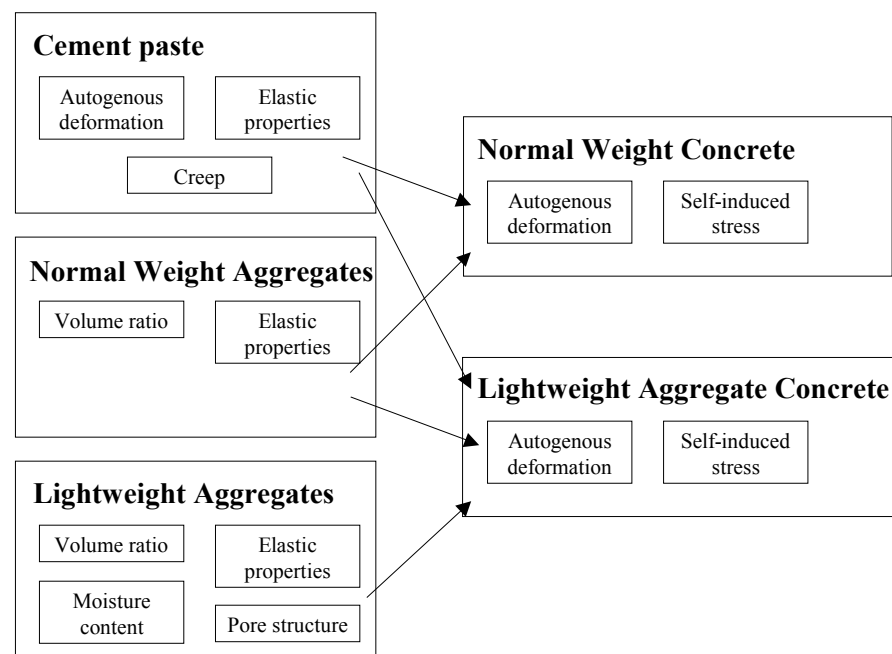 Cement paste
Autogenous
deformation
Elastic
properties
Creep
Normal Weight Aggregates
Volume ratio
Elastic
properties
Lightweight Aggregates
Volume ratio
Elastic
properties
Moisture
content
Pore structure
Normal Weight Concrete
Autogenous
deformation
Self-induced
stress
Lightweight Aggregate Concrete
Autogenous
deformation
Self-induced
stress